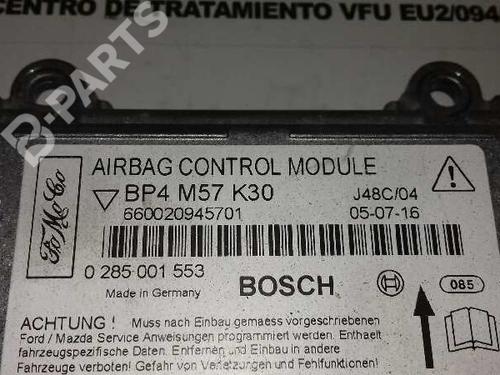 CENTRO DE TRATAMIENTO VFU EU2/094
B-PARTS
AIRBAG CONTROL MODULE
BP4 M57 K30
J48C/04
660020945701
05-07-16
FoMoCo
0 285 001 553
BOSCH
Made in Germany
085
ACHTUNG ! Muss nach Einbau gemaess vorgeschriebenen
Ford / Mazda Service Anweisungen programmiert werden. Enthaelt
fahrzeugspezifische Daten. Entfernen und Einbau in andere
Fahrzeuge verboten! Gefahr von Verletzungen und Fehlfunktionen!